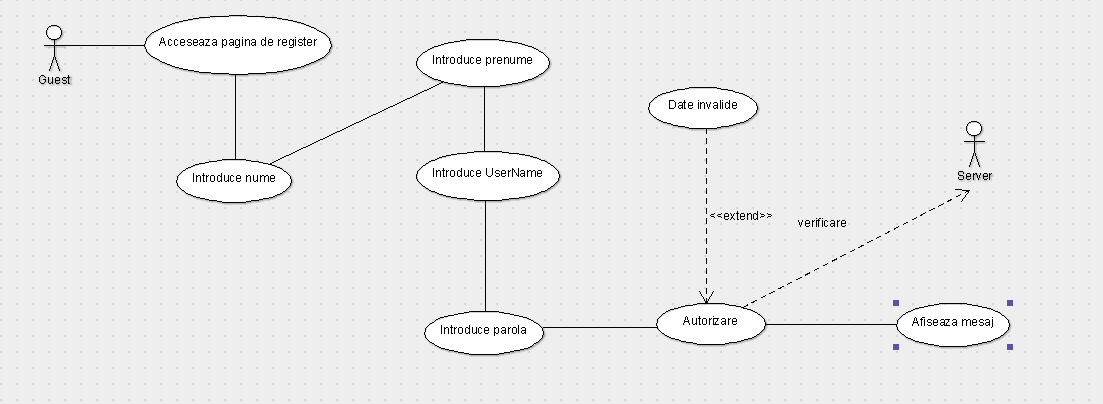 Acceseaza pagina de register
Guest
Introduce prenume
Date invalide
Introduce nume
Introduce UserName
Server
<<extend>>
verificare
Introduce parola
Autorizare
Afiseaza mesaj